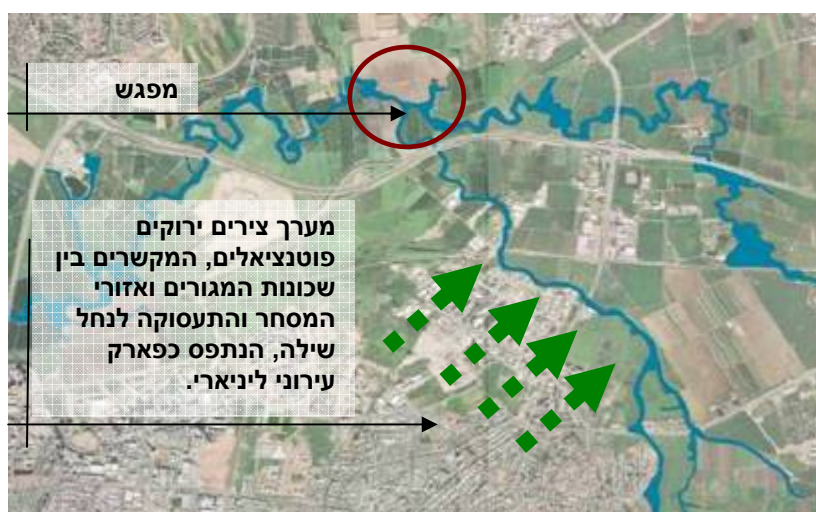 מפגש
מערך צירים ירוקים
פוטנציאלים, המקשרים בין
שכונות המגורים ואזורי
המסחר והתעסוקה לנחל
שילה, הנתפס כפארק
עירוני ליניארי.